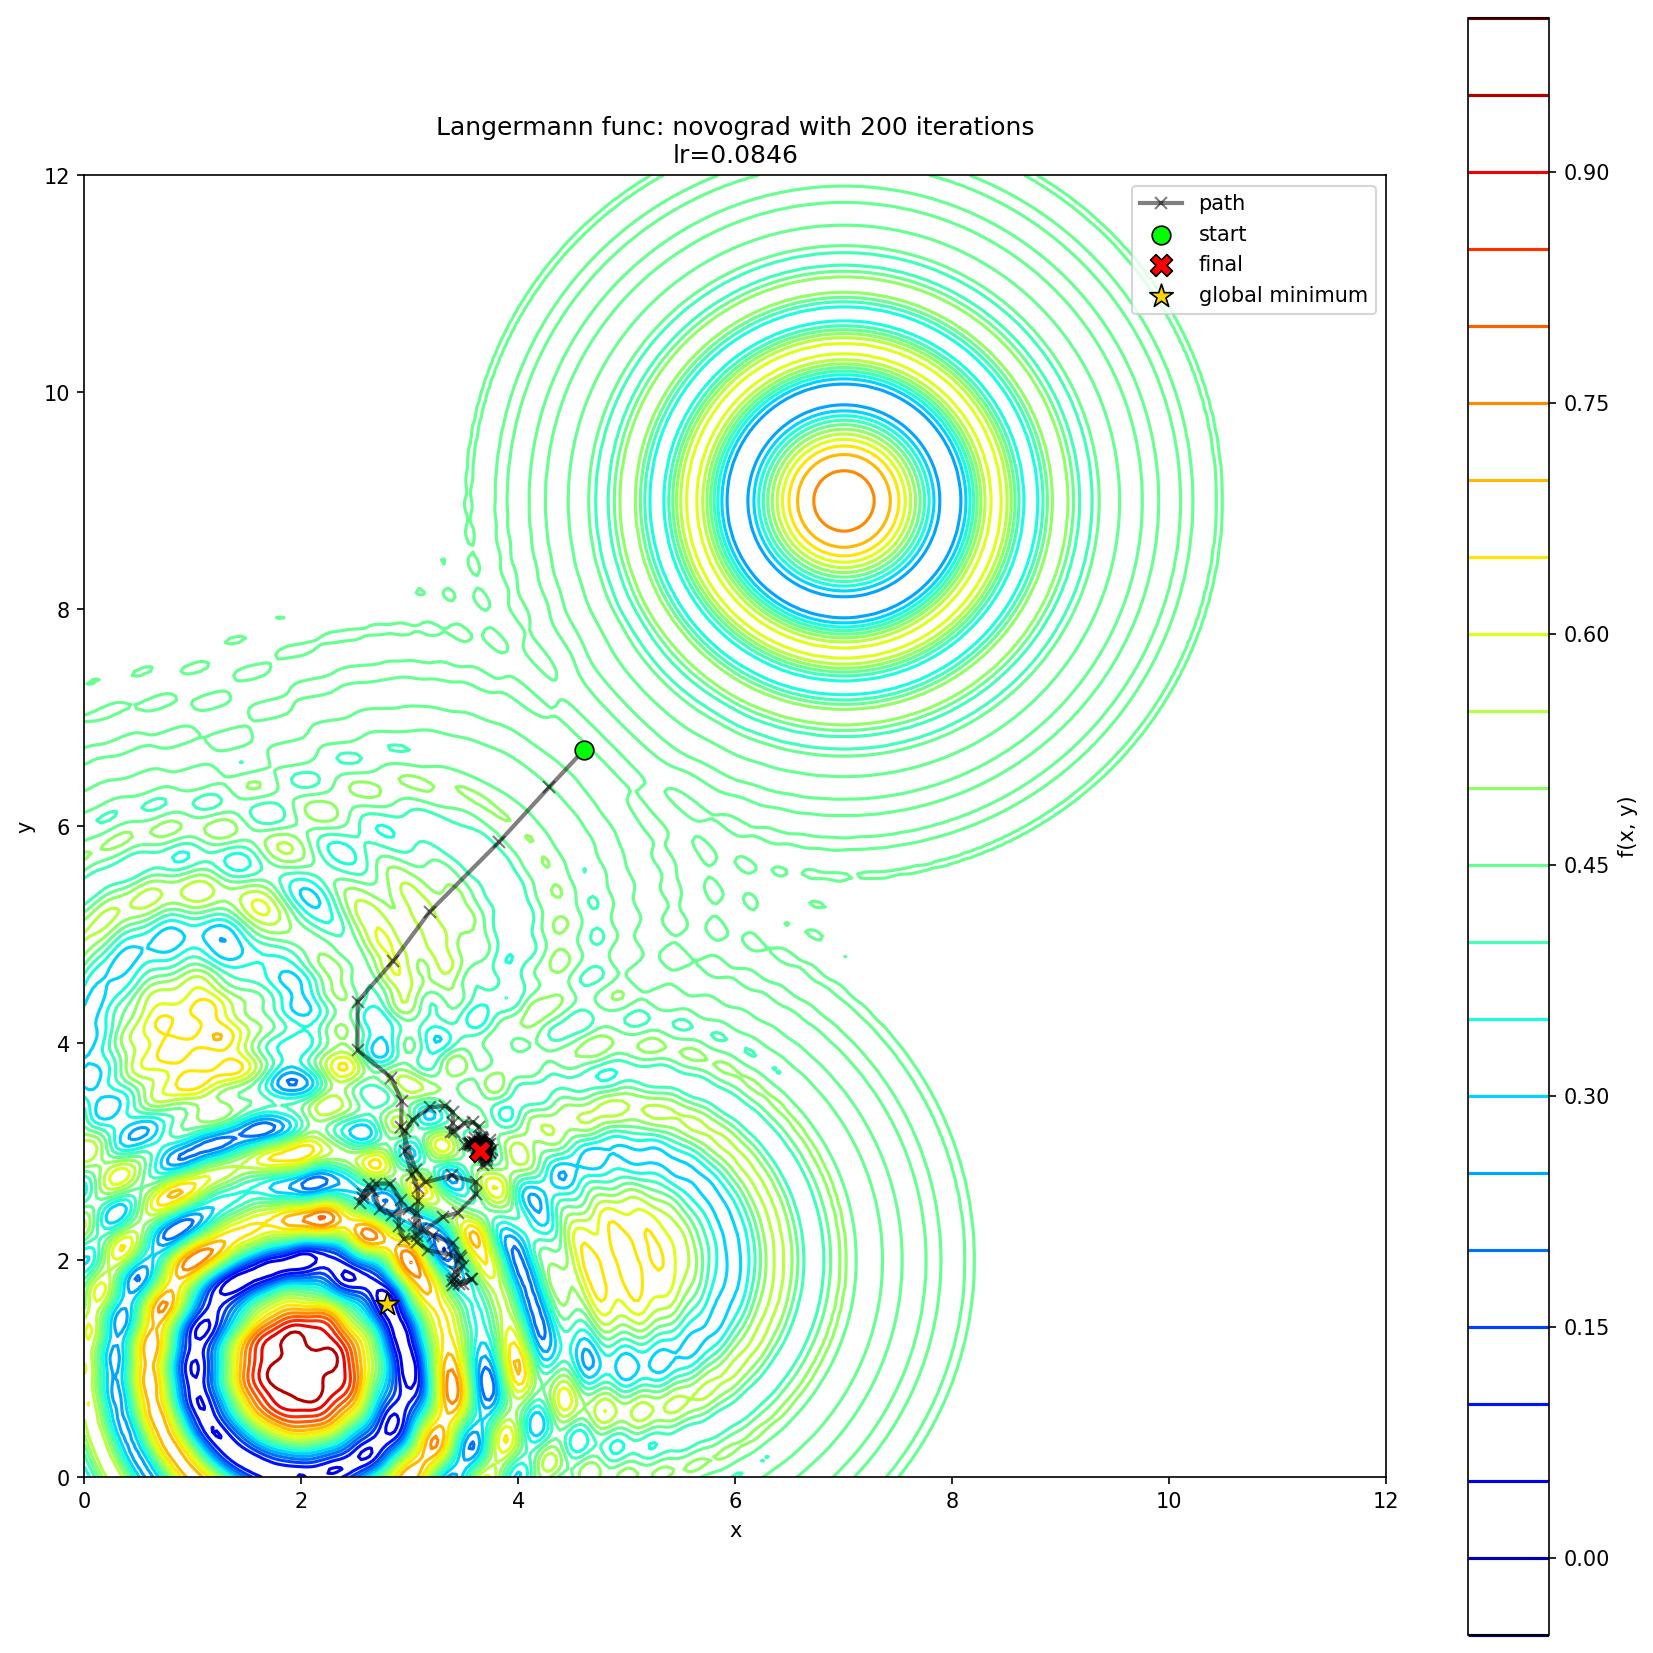 Langermann func: novograd with 200 iterations
lr=0.0846
path
start
final
global minimum
12
10
8
6
4
2
0
y
0
2
4
6
8
10
12
x
0.90
0.75
0.60
0.45
0.30
0.15
0.00
f(x, y)